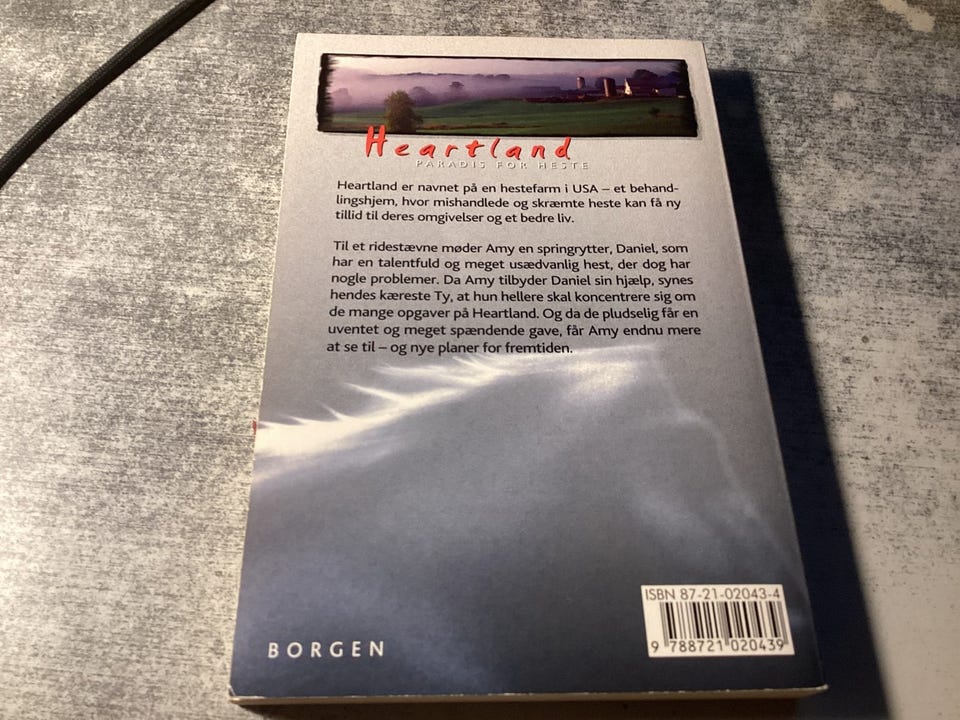 Heartland
PARADIS FOR HESTE
Heartland er navnet på en hestefarm i USA – et behand-
lingshjem, hvor mishandlede og skræmte heste kan få ny
tillid til deres omgivelser og et bedre liv.
Til et ridestævne møder Amy en springrytter, Daniel, som
har en talentfuld og meget usædvanlig hest, der dog har
nogle problemer. Da Amy tilbyder Daniel sin hjælp, synes
hendes kæreste Ty, at hun hellere skal koncentrere sig om
de mange opgaver på Heartland. Og da de pludselig får en
uventet og meget spændende gave, får Amy endnu mere
at se til – og nye planer for fremtiden.
ISBN 87-21-02043-4
9 788721 020439
BORGEN